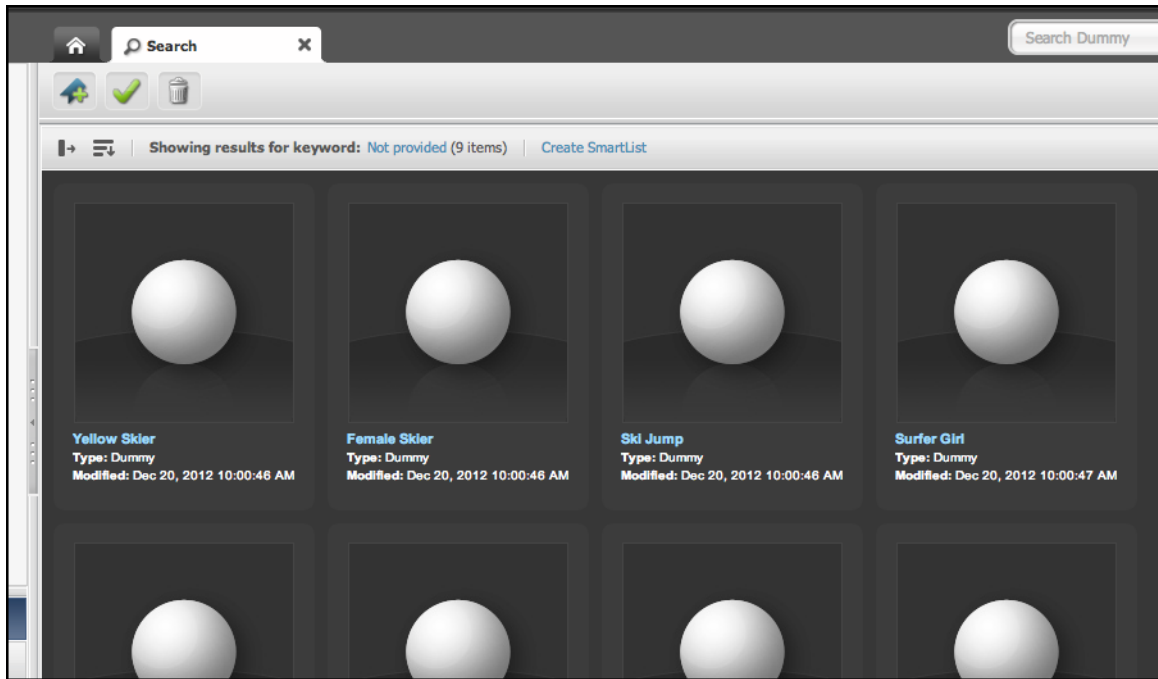 Search
Search Dummy
Showing results for keyword: Not provided (9 items) Create SmartList
Yellow Skier
Type: Dummy
Modified: Dec 20, 2012 10:00:46 AM
Female Skier
Type: Dummy
Modified: Dec 20, 2012 10:00:46 AM
Ski Jump
Type: Dummy
Modified: Dec 20, 2012 10:00:46 AM
Surfer Girl
Type: Dummy
Modified: Dec 20, 2012 10:00:47 AM